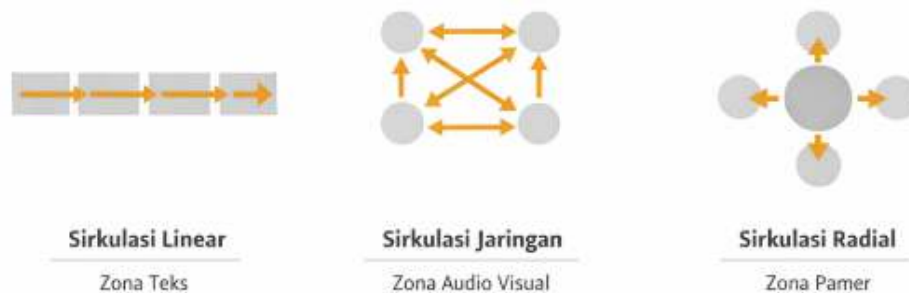 Sirkulasi Linear
Zona Teks
Sirkulasi Jaringan
Zona Audio Visual
Sirkulasi Radial
Zona Pamer